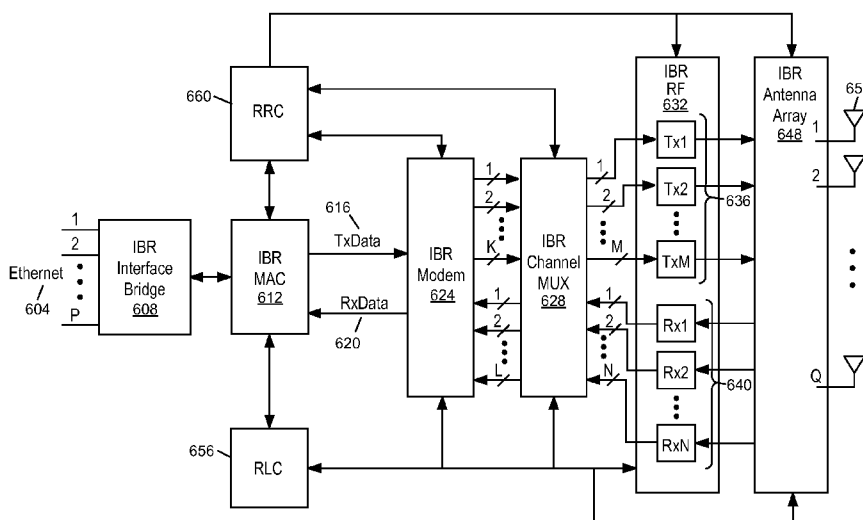 660
RRC
IBR
RF
632
IBR
Antenna
Array
648
65
1
2
Q
Tx1
Tx2
TxM
636
Rx1
Rx2
RxN
640
616
TxData
RxData
620
IBR
Modem
624
1
2
K
1
2
L
IBR
Channel
MUX
628
1
2
M
1
2
N
Ethernet
604
1
2
P
IBR
Interface
Bridge
608
IBR
MAC
612
656
RLC